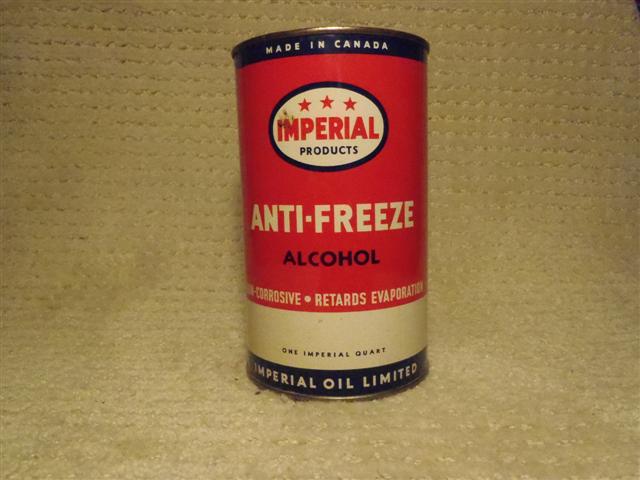 MADE IN CANADA
IMPERIAL
PRODUCTS
ANTI-FREEZE
ALCOHOL
-CORROSIVE • RETARDS EVAPORATION
ONE IMPERIAL QUART
IMPERIAL OIL LIMITED